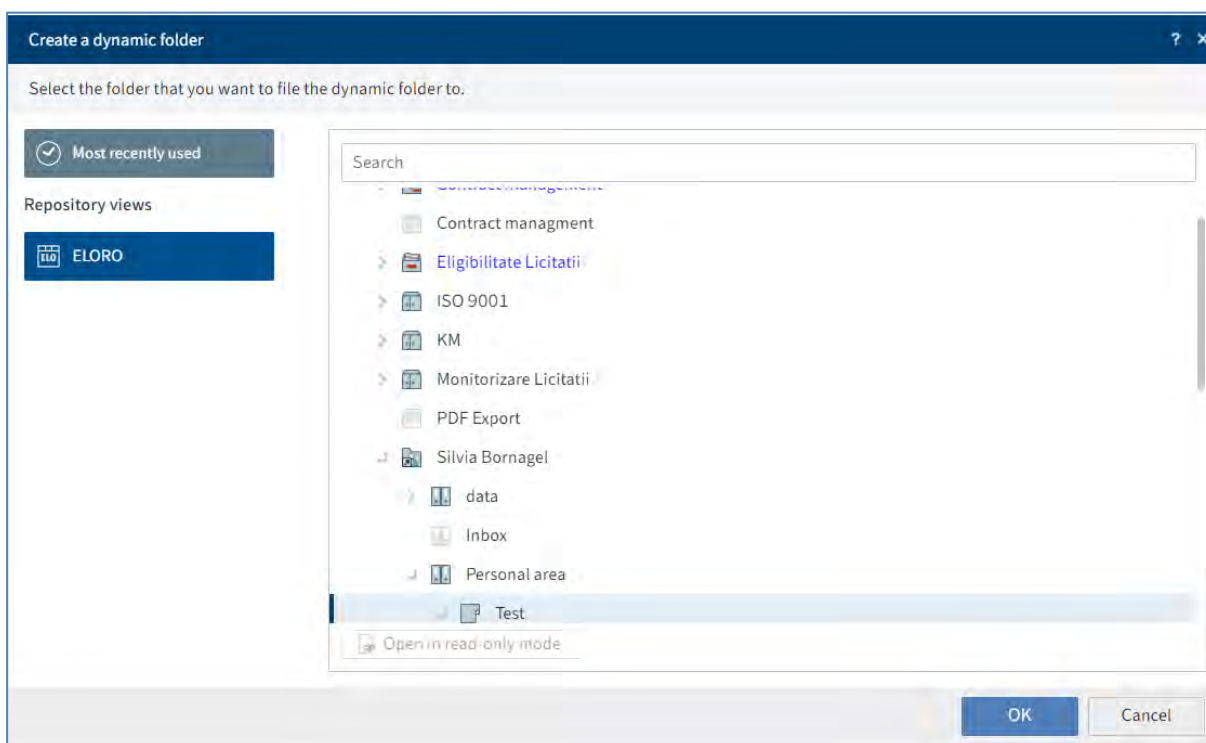 Create a dynamic folder
? ×
Select the folder that you want to file the dynamic folder to.
Most recently used
Search
Repository views
Contract management
Contract managment
ELO ELORO
Eligibilitate Licitatii
ISO 9001
KM
Monitorizare Licitatii
PDF Export
Silvia Bornagel
data
Inbox
Personal area
Test
Open in read-only mode
OK
Cancel